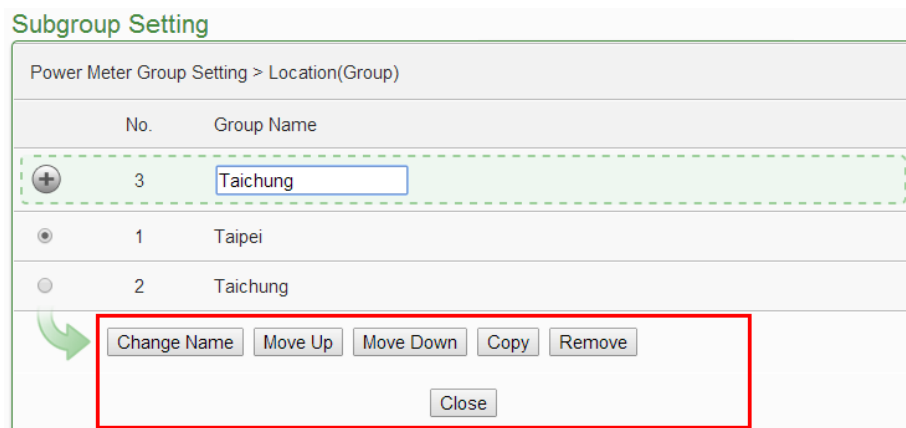 Subgroup Setting
Power Meter Group Setting > Location(Group)
No. Group Name
3 Taichung
1 Taipei
2 Taichung
Change Name Move Up Move Down Copy Remove
Close